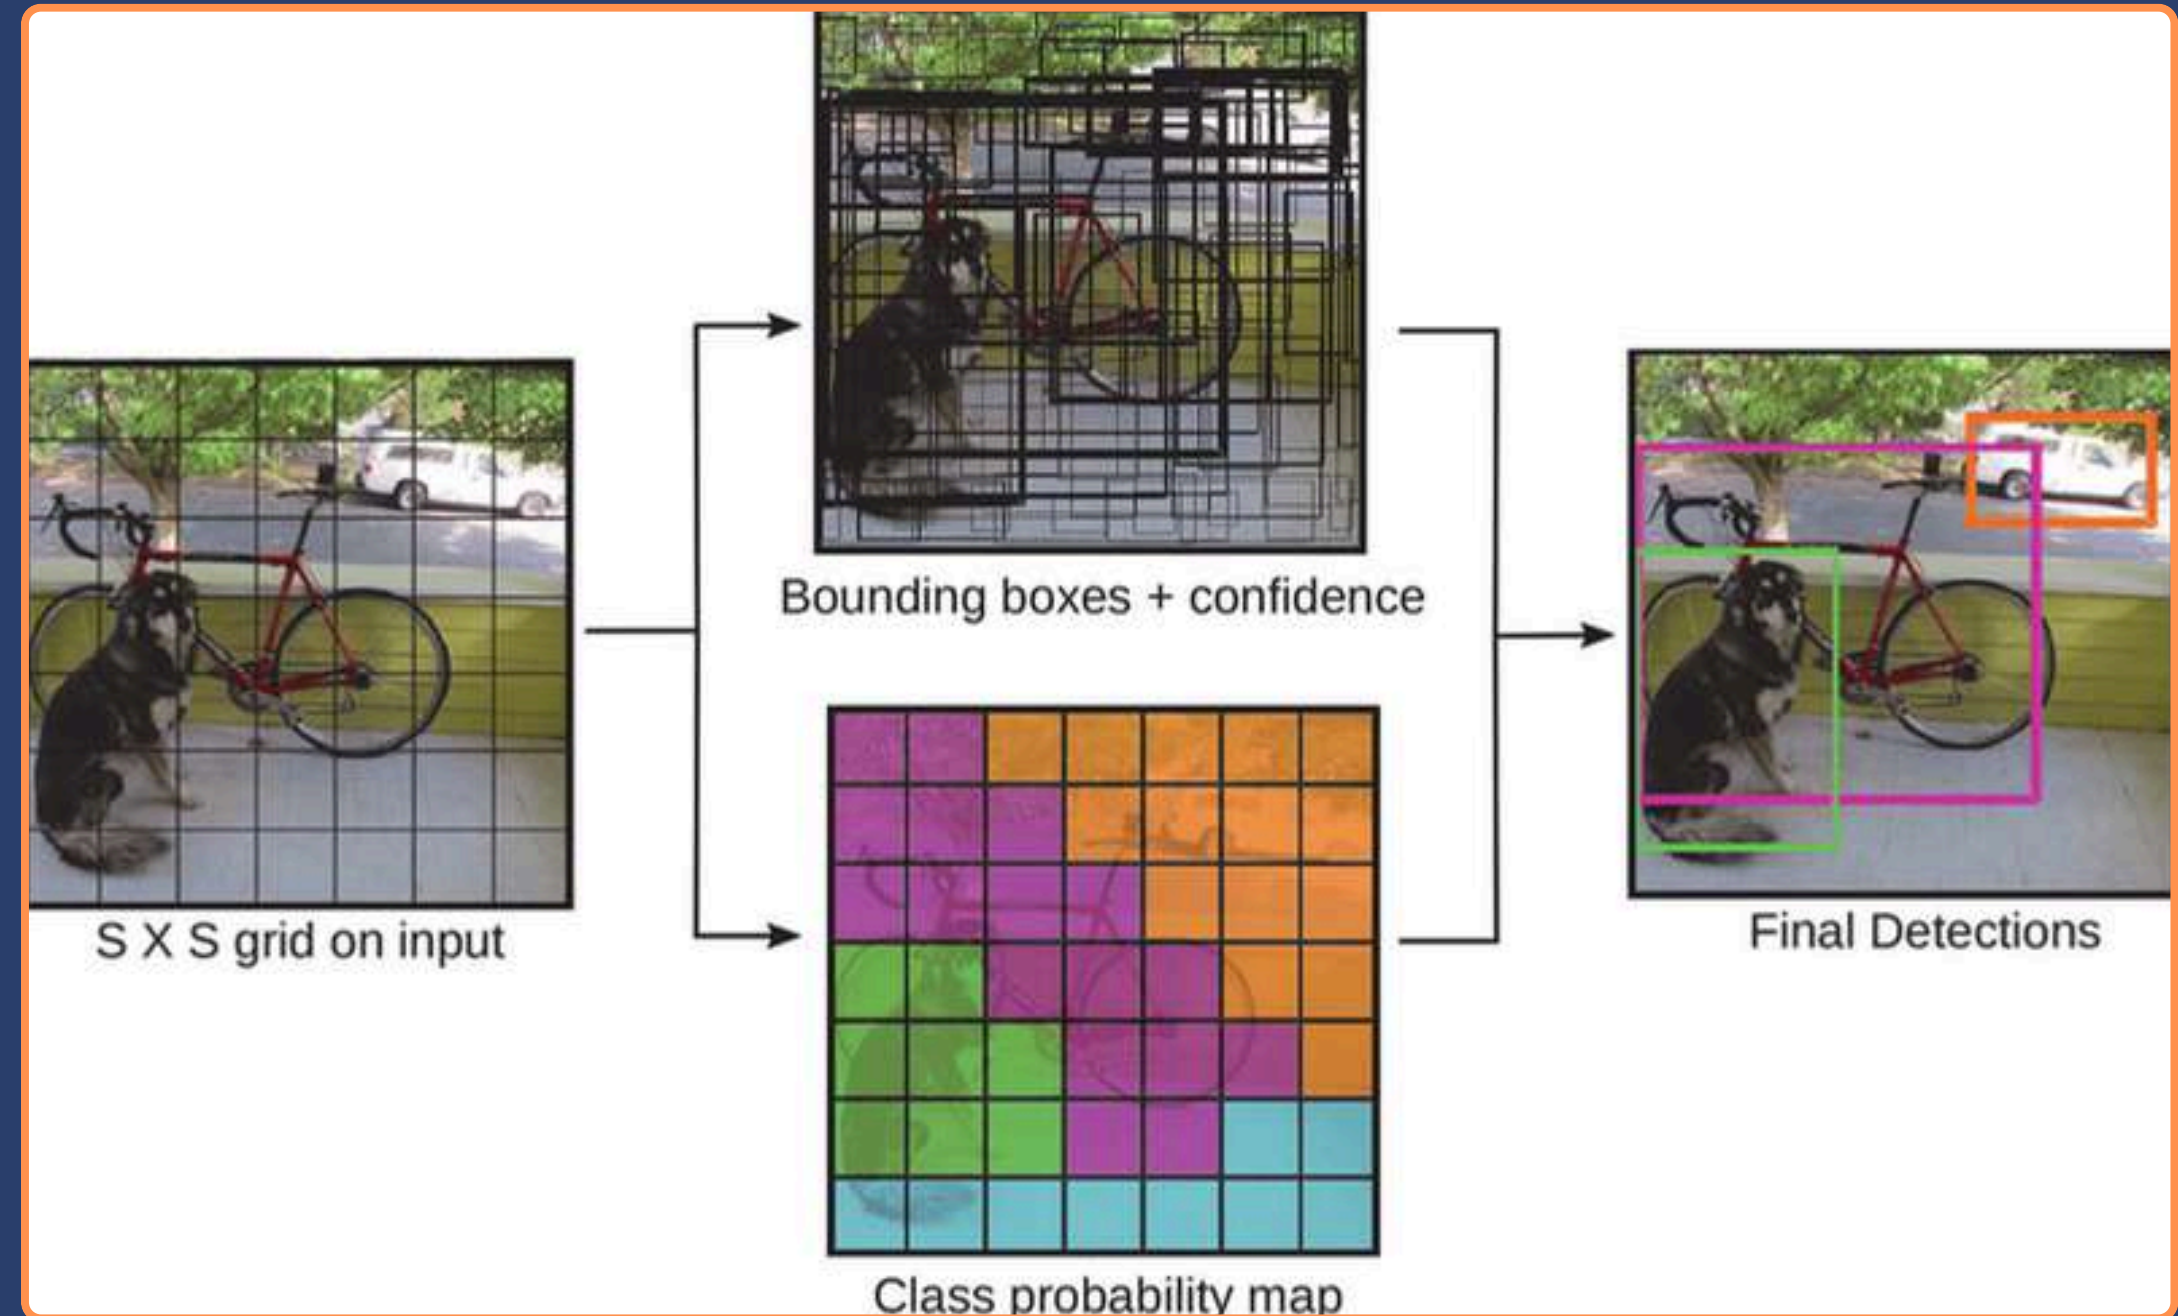 S X S grid on input
Bounding boxes + confidence
Class probability map
Final Detections